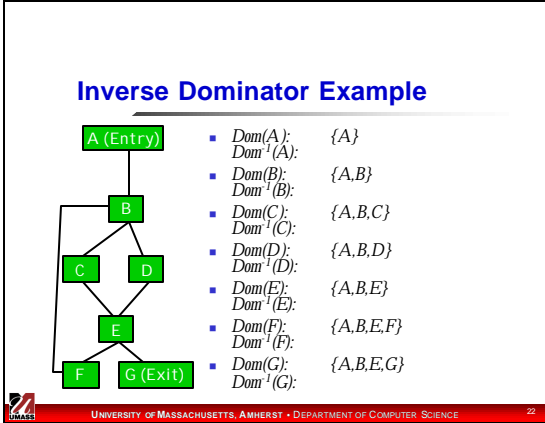 Inverse Dominator Example
A (Entry)
B
C
D
E
F
G (Exit)
▪ Dom(A): {A}
Dom⁻¹(A):
▪ Dom(B): {A,B}
Dom⁻¹(B):
▪ Dom(C): {A,B,C}
Dom⁻¹(C):
▪ Dom(D): {A,B,D}
Dom⁻¹(D):
▪ Dom(E): {A,B,E}
Dom⁻¹(E):
▪ Dom(F): {A,B,E,F}
Dom⁻¹(F):
▪ Dom(G): {A,B,E,G}
Dom⁻¹(G):
UMASS
UNIVERSITY OF MASSACHUSETTS, AMHERST • DEPARTMENT OF COMPUTER SCIENCE
22